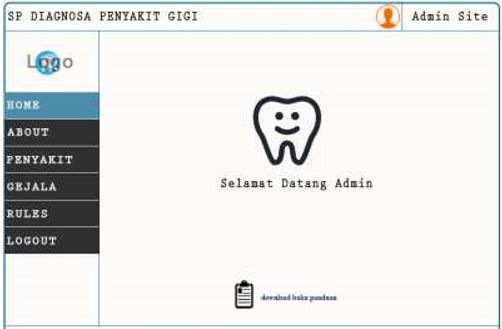 SP DIAGNOSA PENYAKIT GIGI
Admin Site
Logo
HOME
ABOUT
PENYAKIT
GEJALA
RULES
LOGOUT
Selamat Datang Admin
download buku panduan